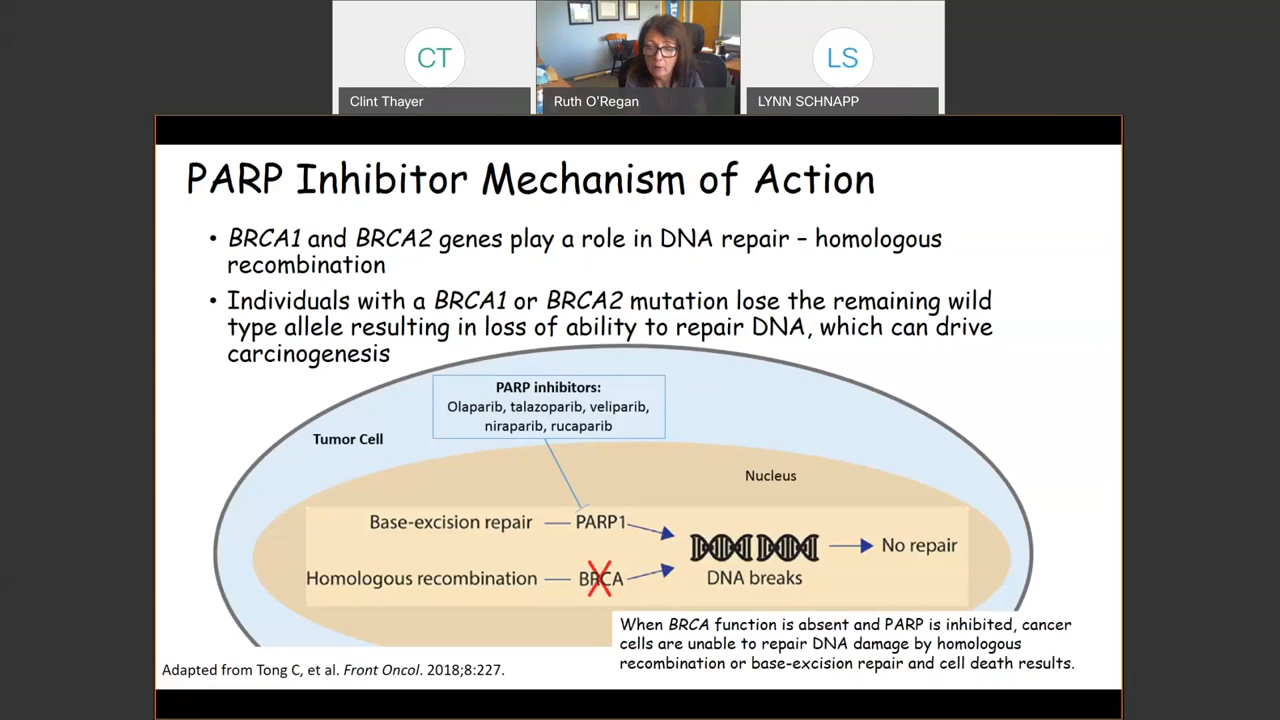 CT
LS
Clint Thayer
Ruth O'Regan
LYNN SCHNAPP
PARP Inhibitor Mechanism of Action
• BRCA1 and BRCA2 genes play a role in DNA repair – homologous
recombination
• Individuals with a BRCA1 or BRCA2 mutation lose the remaining wild
type allele resulting in loss of ability to repair DNA, which can drive
carcinogenesis
PARP inhibitors:
Olaparib, talazoparib, veliparib,
niraparib, rucaparib
Tumor Cell
Nucleus
Base-excision repair
PARP1
Homologous recombination
BRCA
DNA breaks
No repair
When BRCA function is absent and PARP is inhibited, cancer
cells are unable to repair DNA damage by homologous
recombination or base-excision repair and cell death results.
Adapted from Tong C, et al. Front Oncol. 2018;8:227.